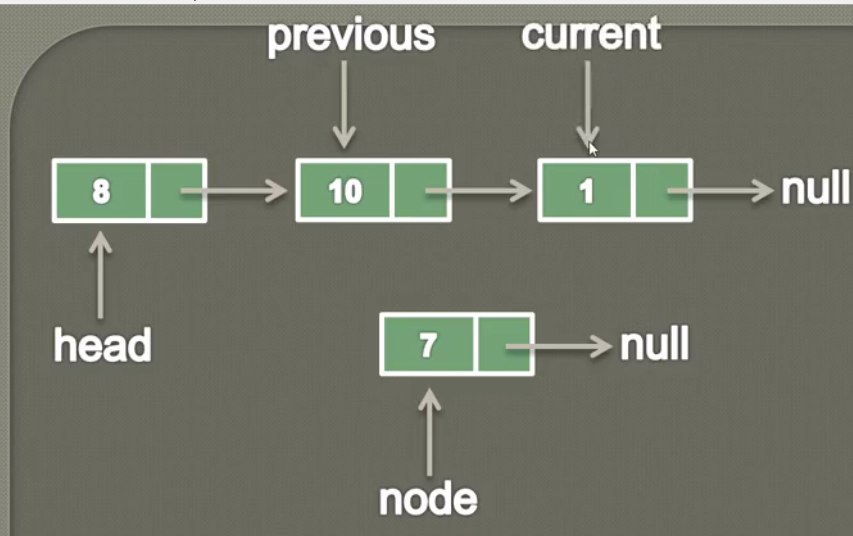 previous current
8 10 1 null
head
7 null
node